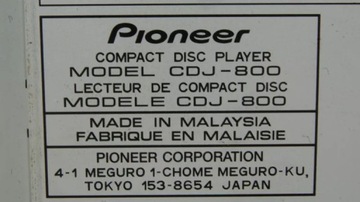 Pioneer
COMPACT DISC PLAYER
MODEL CDJ-800
LECTEUR DE COMPACT DISC
MODELE CDJ-800
MADE IN MALAYSIA
FABRIQUE EN MALAISIE
PIONEER CORPORATION
4-1 MEGURO 1-CHOME MEGURO-KU,
TOKYO 153-8654 JAPAN